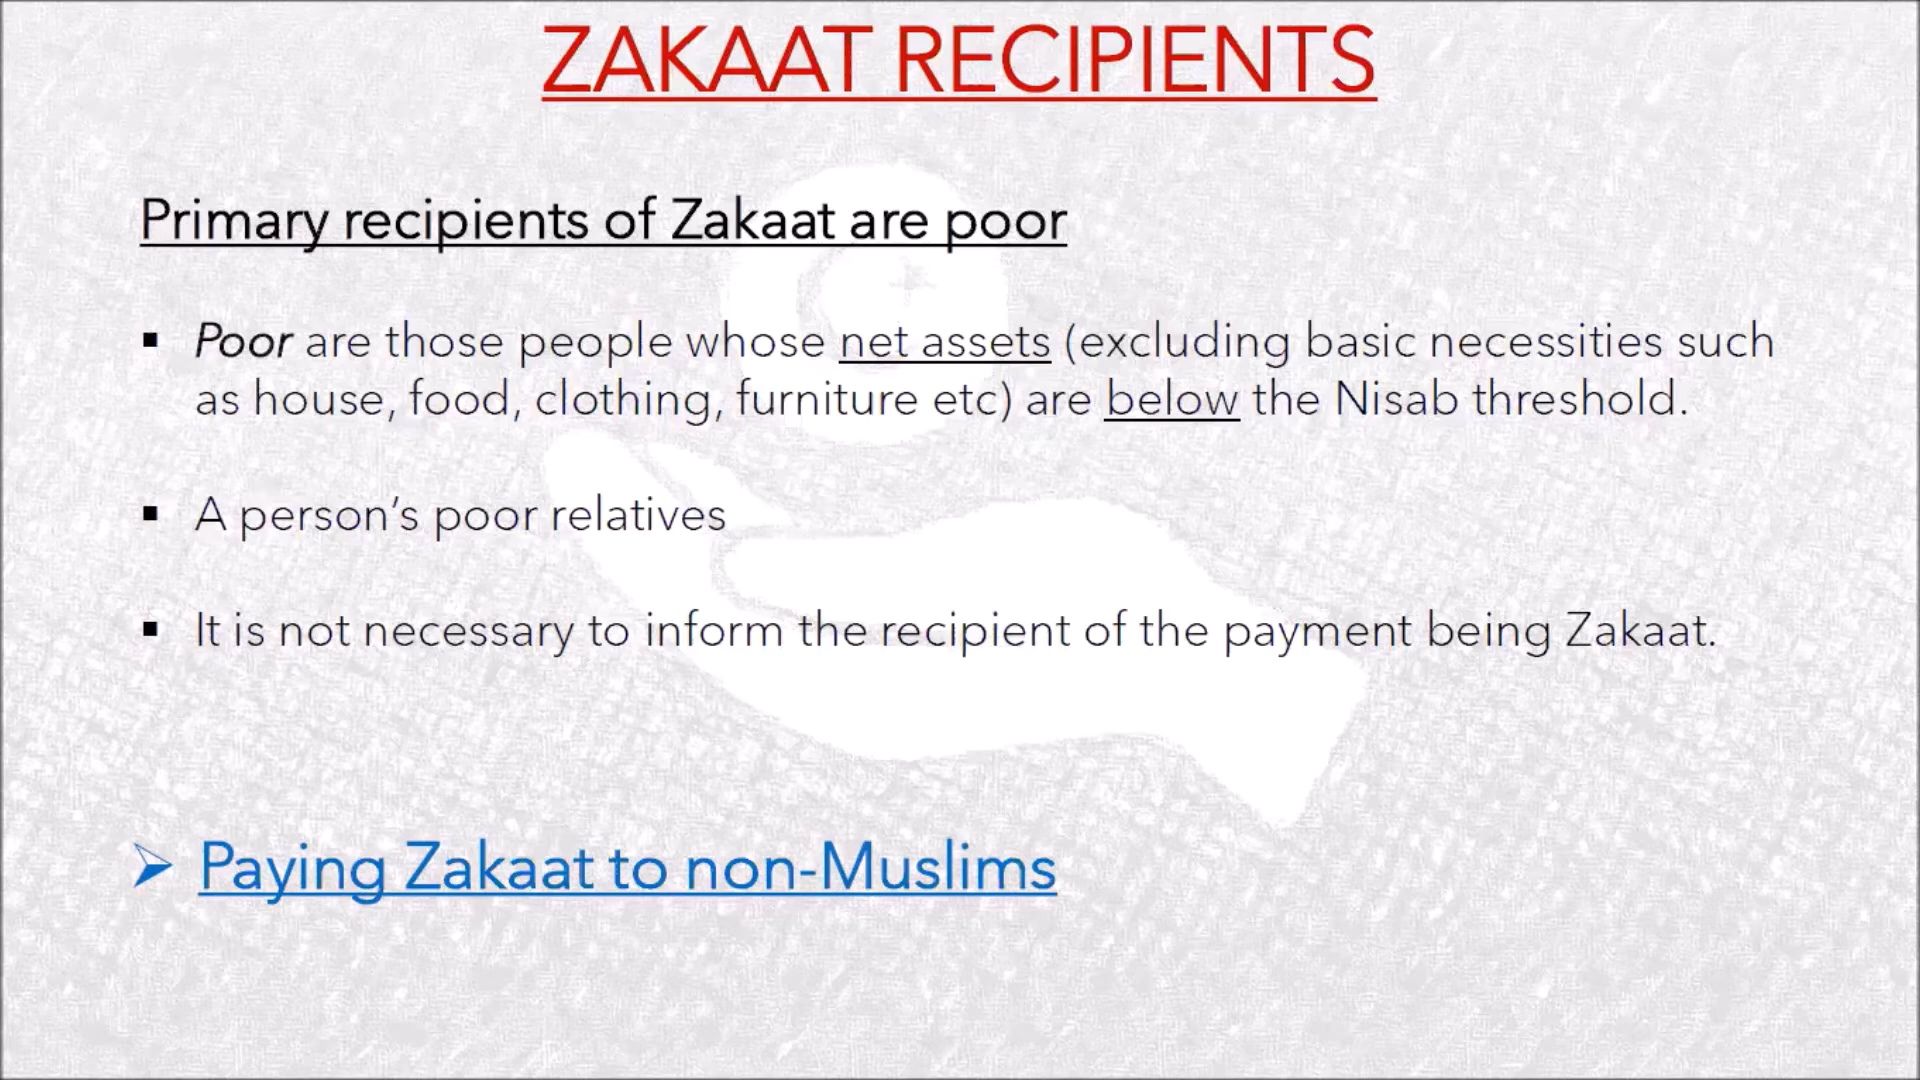 ZAKAAT RECIPIENTS
Primary recipients of Zakaat are poor
▪ Poor are those people whose net assets (excluding basic necessities such
as house, food, clothing, furniture etc) are below the Nisab threshold.
▪ A person’s poor relatives
▪ It is not necessary to inform the recipient of the payment being Zakaat.
➢ Paying Zakaat to non-Muslims